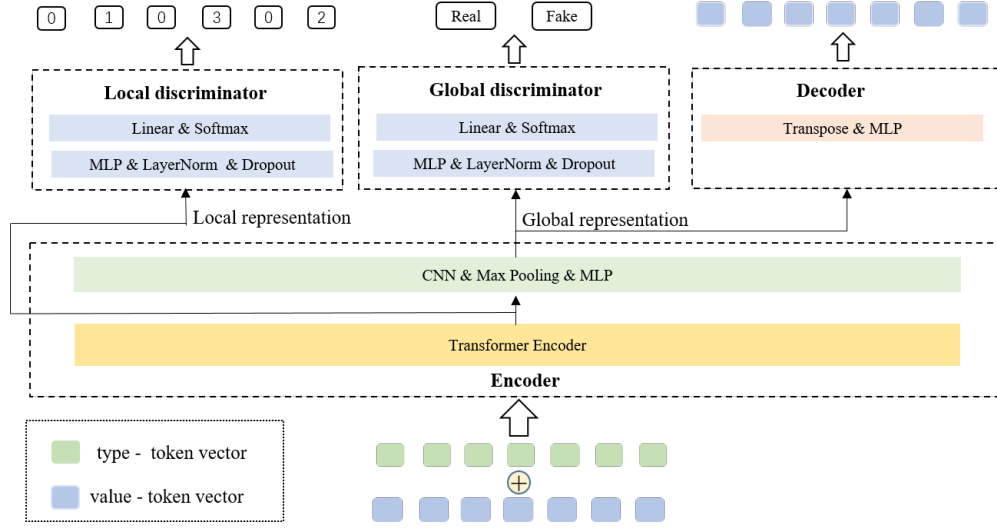 0 1 0 3 0 2
Real Fake
Local discriminator
Linear & Softmax
MLP & LayerNorm & Dropout
Global discriminator
Linear & Softmax
MLP & LayerNorm & Dropout
Decoder
Transpose & MLP
Local representation
Global representation
CNN & Max Pooling & MLP
Transformer Encoder
Encoder
type - token vector
value - token vector